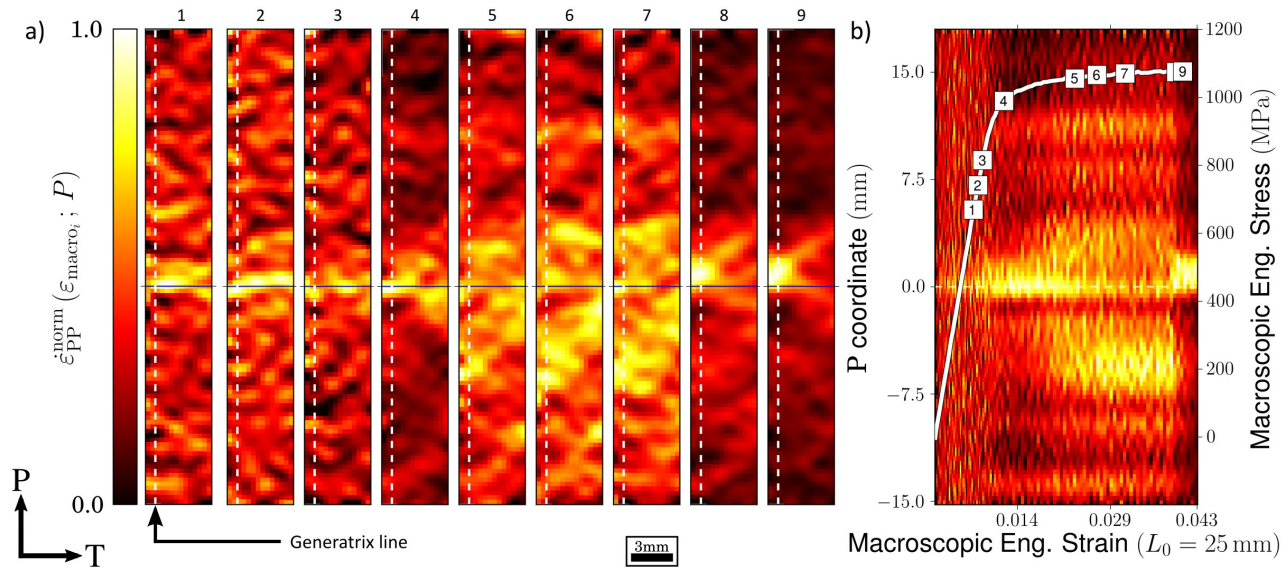 a)
1 2 3 4 5 6 7 8 9
1.0
0.0
ε̇ᴾᴾ^norm (ε_macro_i ; P)
P
T
Generatrix line
3mm
b)
15.0
7.5
0.0
−7.5
−15.0
P coordinate (mm)
1
2
3
4
5
6
7
9
1200
1000
800
600
400
200
0
Macroscopic Eng. Stress (MPa)
0.014 0.029 0.043
Macroscopic Eng. Strain (L₀ = 25 mm)